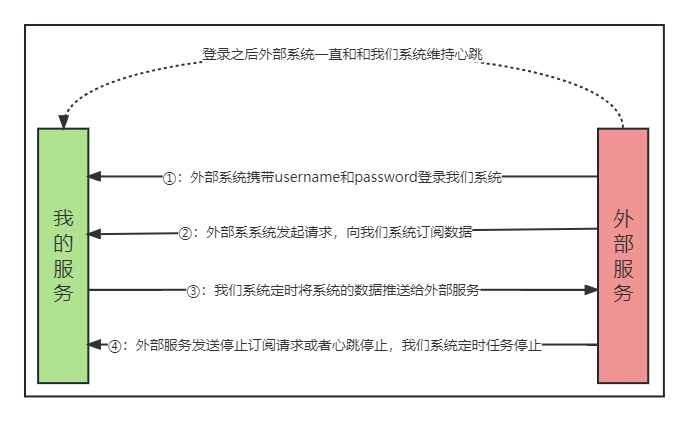 登录之后外部系统一直和和我们系统维持心跳
①：外部系统携带username和password登录我们系统
②：外部系系统发起请求，向我们系统订阅数据
③：我们系统定时将系统的数据推送给外部服务
④：外部服务发送停止订阅请求或者心跳停止，我们系统定时任务停止
我
的
服
务
外
部
服
务